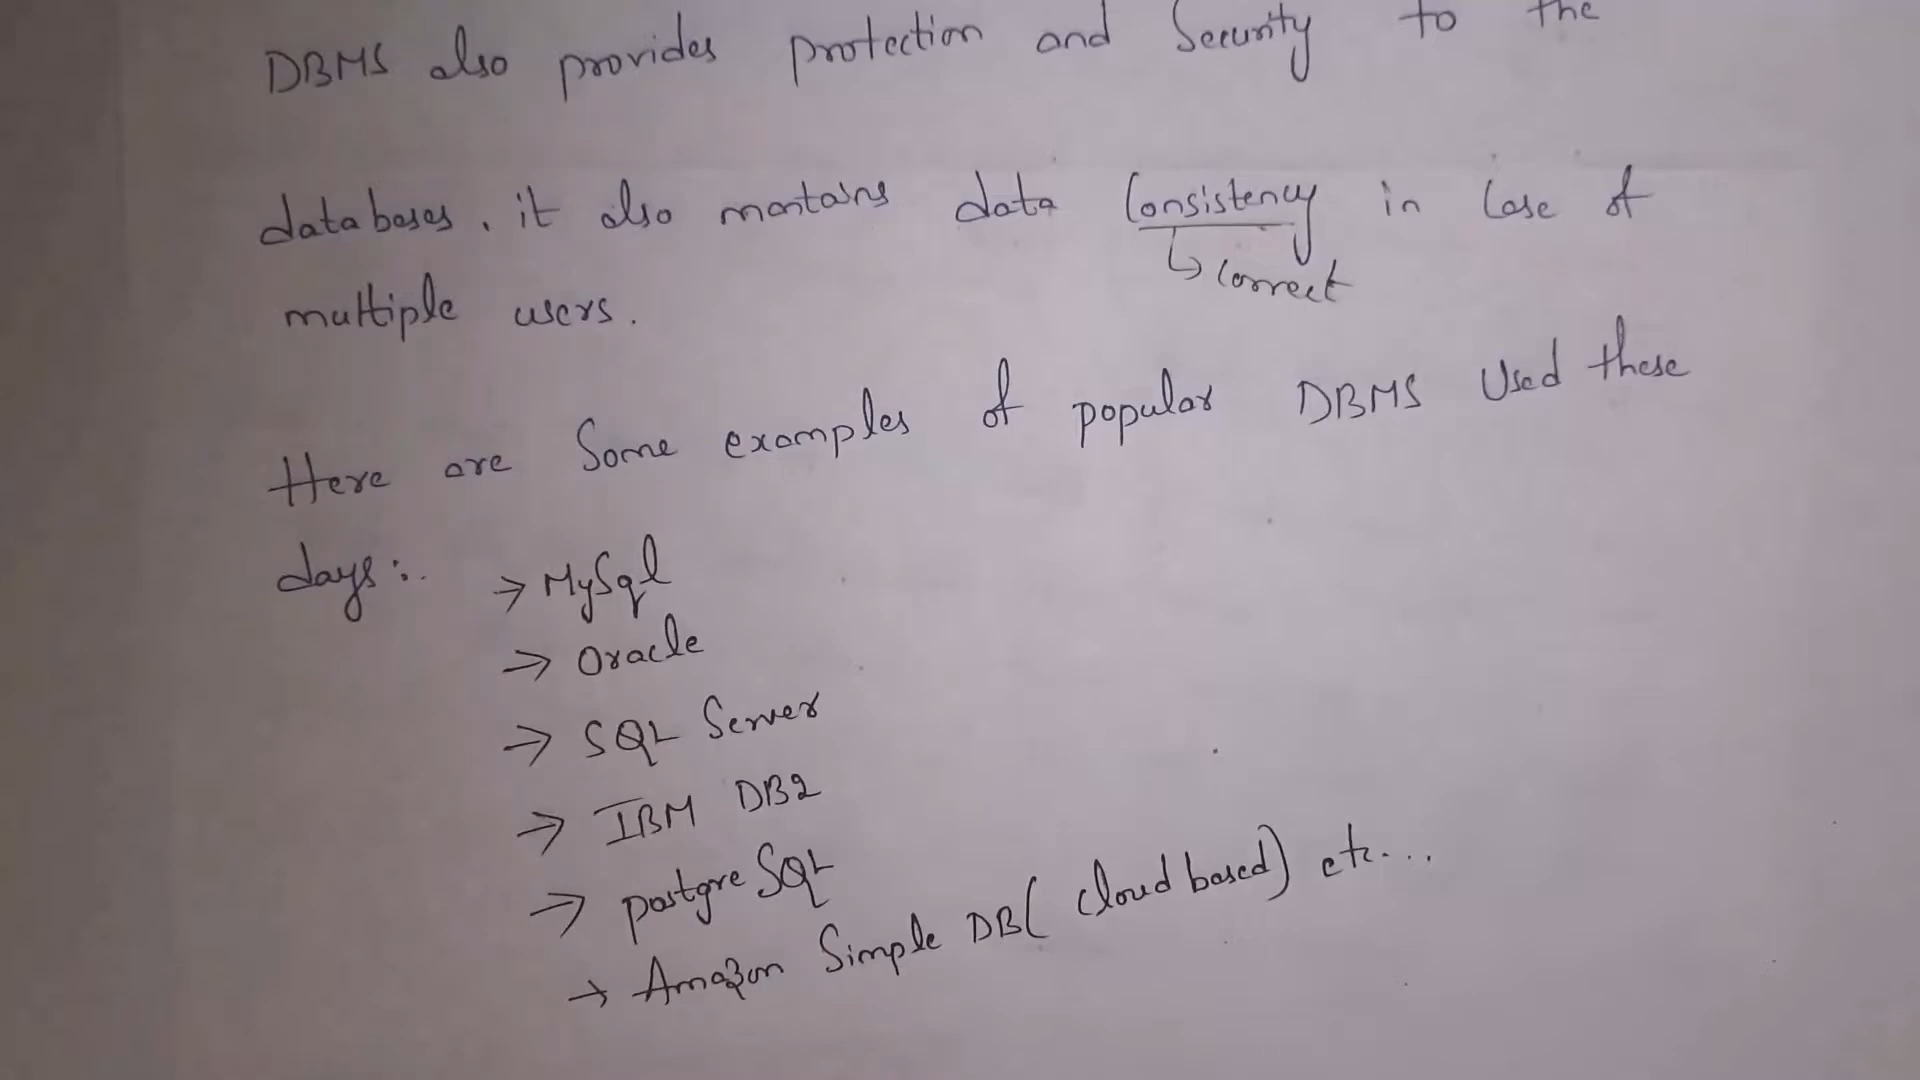 DBMS also provides protection and Security to the
databases. it also mantains data Consistency in Case of
↳ correct
multiple users.
Here are Some examples of popular DBMS Used these
days:.
→ MySql
→ Oracle
→ SQL Server
→ IBM DB2
→ postgre SQL
→ Amazon Simple DB( cloud based) etc...